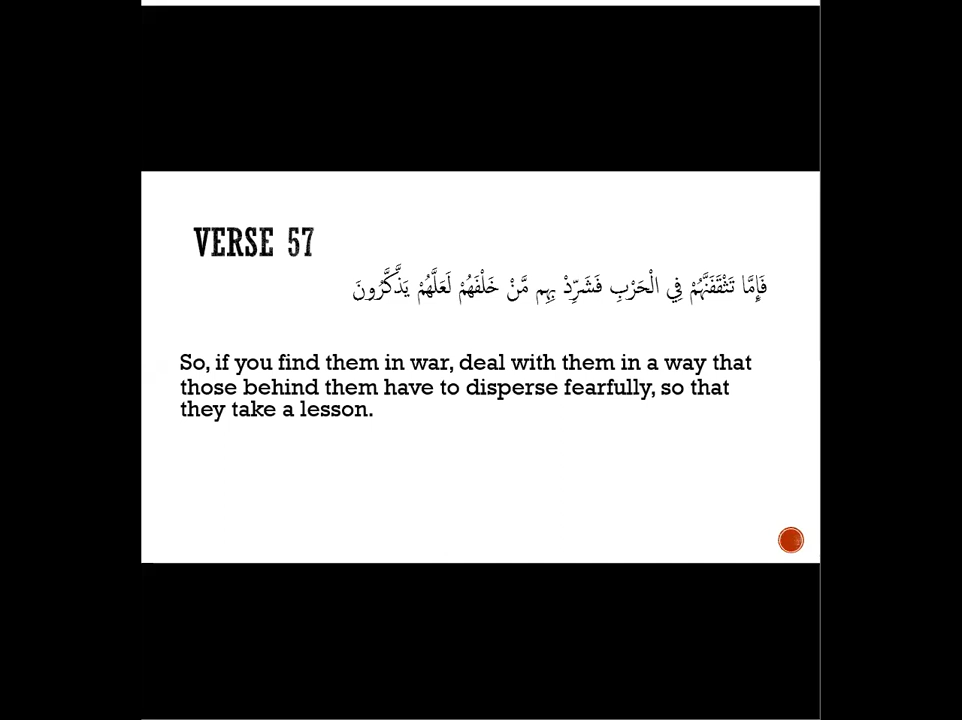 VERSE 57
فَإِمَّا تَثْقَفَنَّهُمْ فِي الْحَرْبِ فَشَرِّدْ بِهِم مَّنْ خَلْفَهُمْ لَعَلَّهُمْ يَذَّكَّرُونَ
So, if you find them in war, deal with them in a way that
those behind them have to disperse fearfully, so that
they take a lesson.